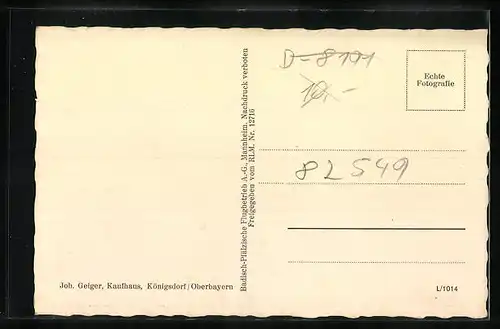 D-8191
10.-
Echte
Fotografie
82549
Badisch-Pfälzische Flugbetrieb A.-G., Mannheim. Nachdruck verboten
Freigegeben vom RLM. Nr. 12716
Joh. Geiger, Kaufhaus, Königsdorf/Oberbayern
L/1014